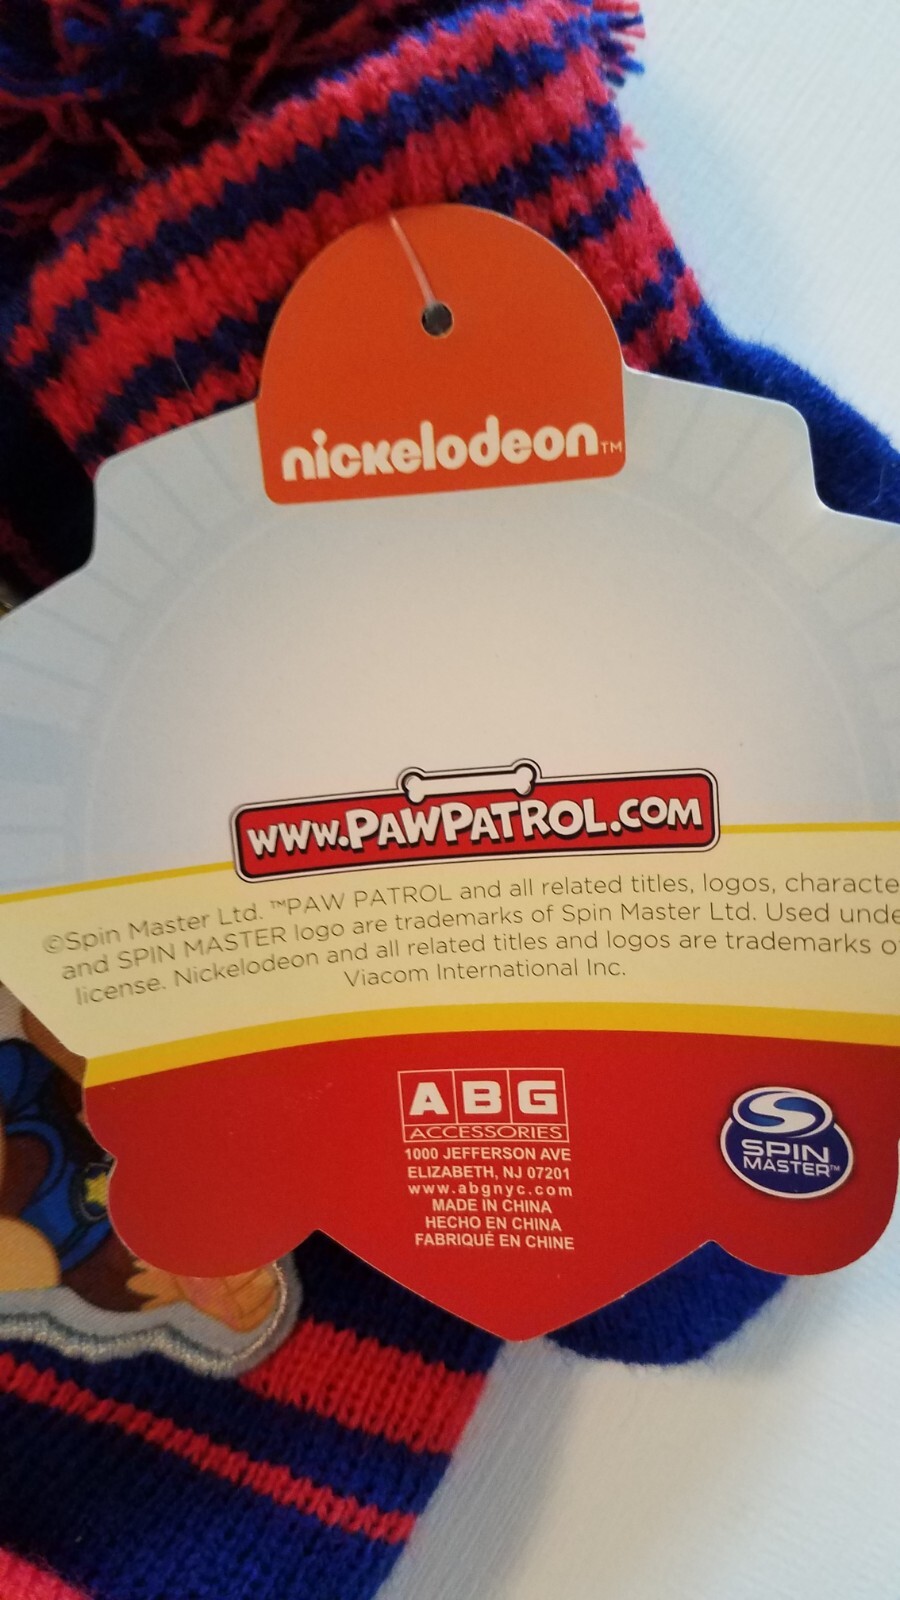 nickelodeon™
www.PAWPATROL.com
©Spin Master Ltd. ™PAW PATROL and all related titles, logos,
and SPIN MASTER logo are trademarks of Spin Master Ltd. Used
license. Nickelodeon and all related titles and logos are trademarks
Viacom International Inc.
ABG
ACCESSORIES
1000 JEFFERSON AVE
ELIZABETH, NJ 07201
www.abgnyc.com
MADE IN CHINA
HECHO EN CHINA
FABRIQUÉ EN CHINE
SPIN
MASTER™